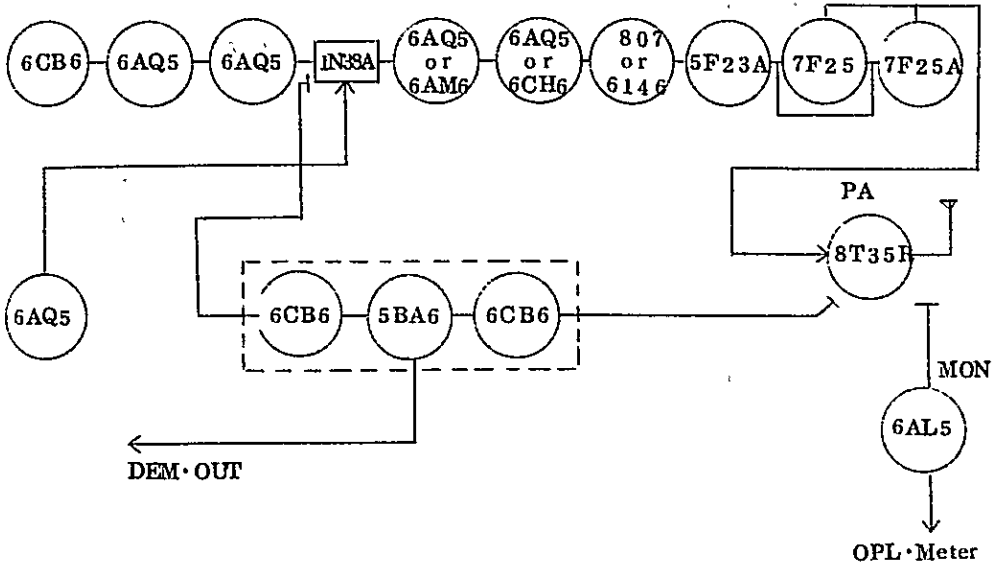 6CB6
6AQ5
6AQ5
1N38A
6AQ5
or
6AM6
6AQ5
or
6CH6
807
or
6146
5F23A
7F25
7F25A
PA
8T35R
6AQ5
6CB6
5BA6
6CB6
MON
6AL5
DEM·OUT
OPL·Meter